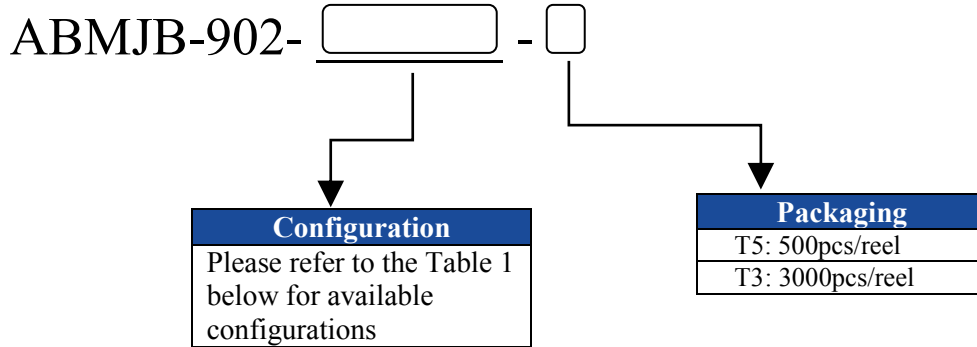 ABMJB-902- -
Configuration
Please refer to the Table 1
below for available
configurations
Packaging
T5: 500pcs/reel
T3: 3000pcs/reel